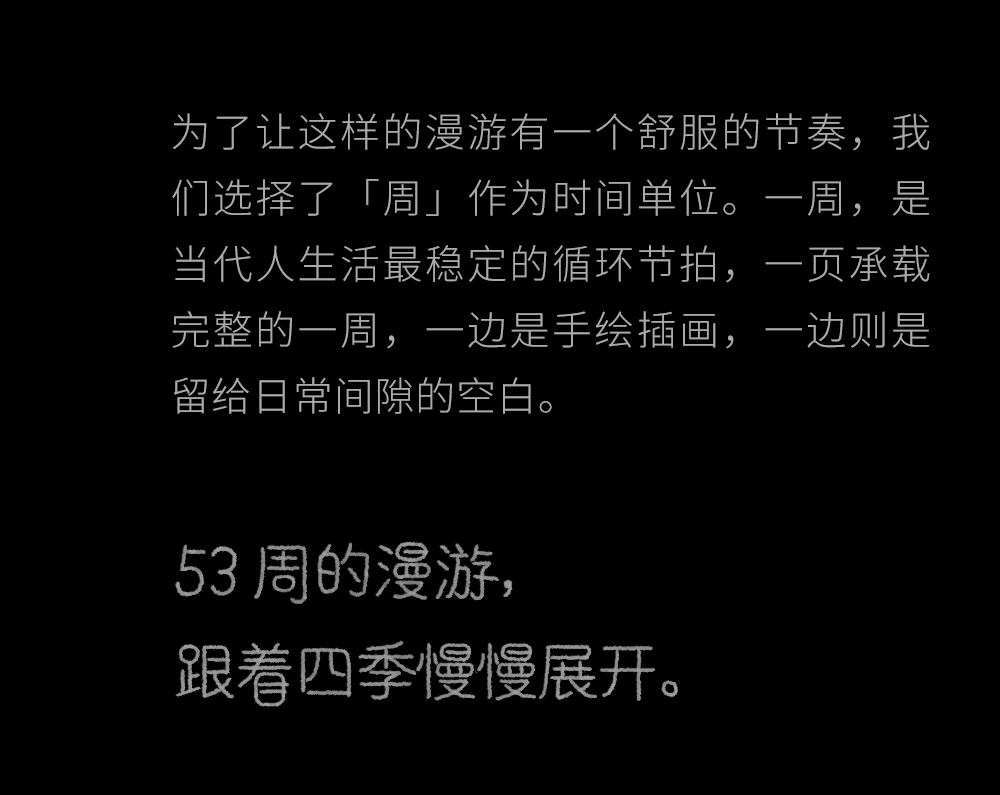 为了让这样的漫游有一个舒服的节奏，我
们选择了「周」作为时间单位。一周，是
当代人生活最稳定的循环节拍，一页承载
完整的一周，一边是手绘插画，一边则是
留给日常间隙的空白。
53 周的漫游，
跟着四季慢慢展开。